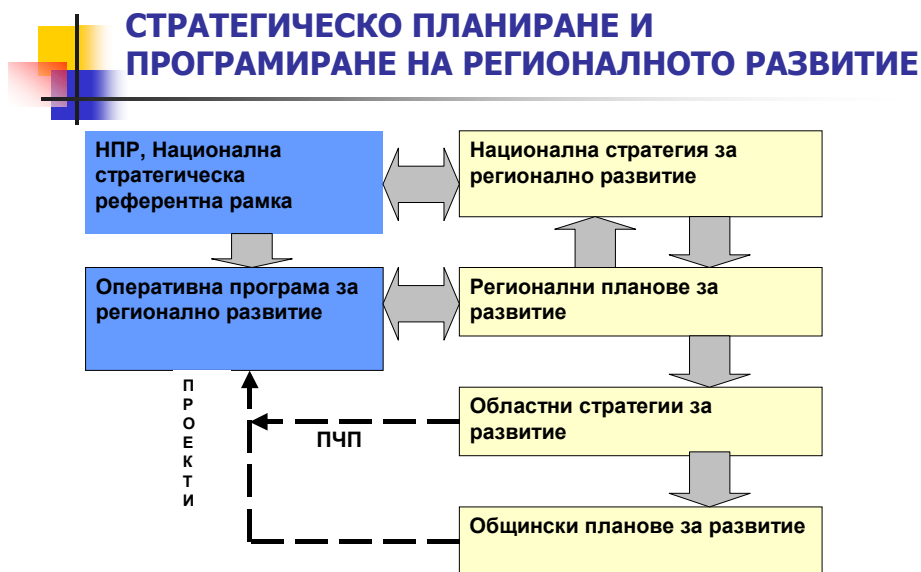 СТРАТЕГИЧЕСКО ПЛАНИРАНЕ И
ПРОГРАМИРАНЕ НА РЕГИОНАЛНОТО РАЗВИТИЕ
НПР, Национална
стратегическа
референтна рамка
Национална стратегия за
регионално развитие
Оперативна програма за
регионално развитие
Регионални планове за
развитие
П
Р
О
Е
К
Т
И
ПЧП
Областни стратегии за
развитие
Общински планове за развитие